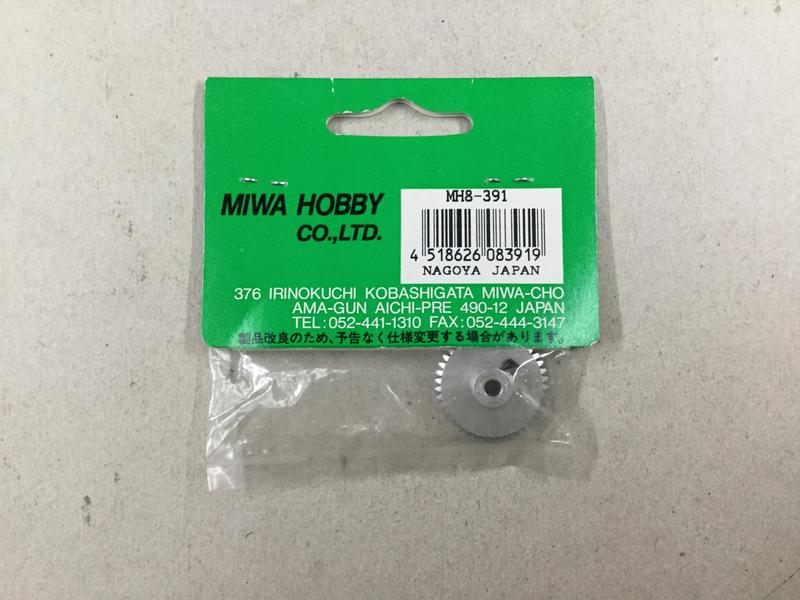 MIWA HOBBY
CO.,LTD.
MH8-391
4 518626 083919
NAGOYA JAPAN
376 IRINOKUCHI KOBASHIGATA MIWA-CHO
AMA-GUN AICHI-PRE 490-12 JAPAN
TEL:052-441-1310 FAX:052-444-3147
製品改良のため、予告なく仕様変更する場合があります。